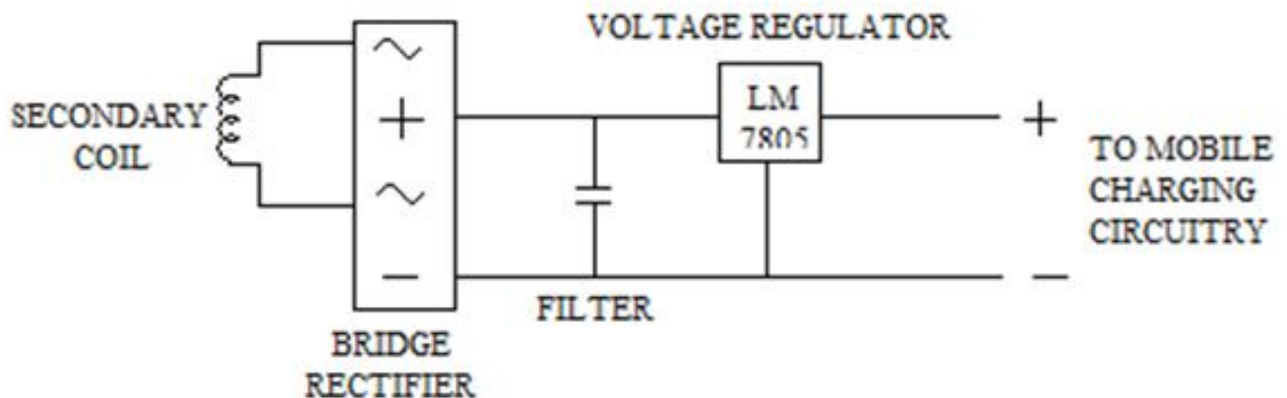 VOLTAGE REGULATOR
SECONDARY
COIL
LM
7805
TO MOBILE
CHARGING
CIRCUITRY
FILTER
BRIDGE
RECTIFIER